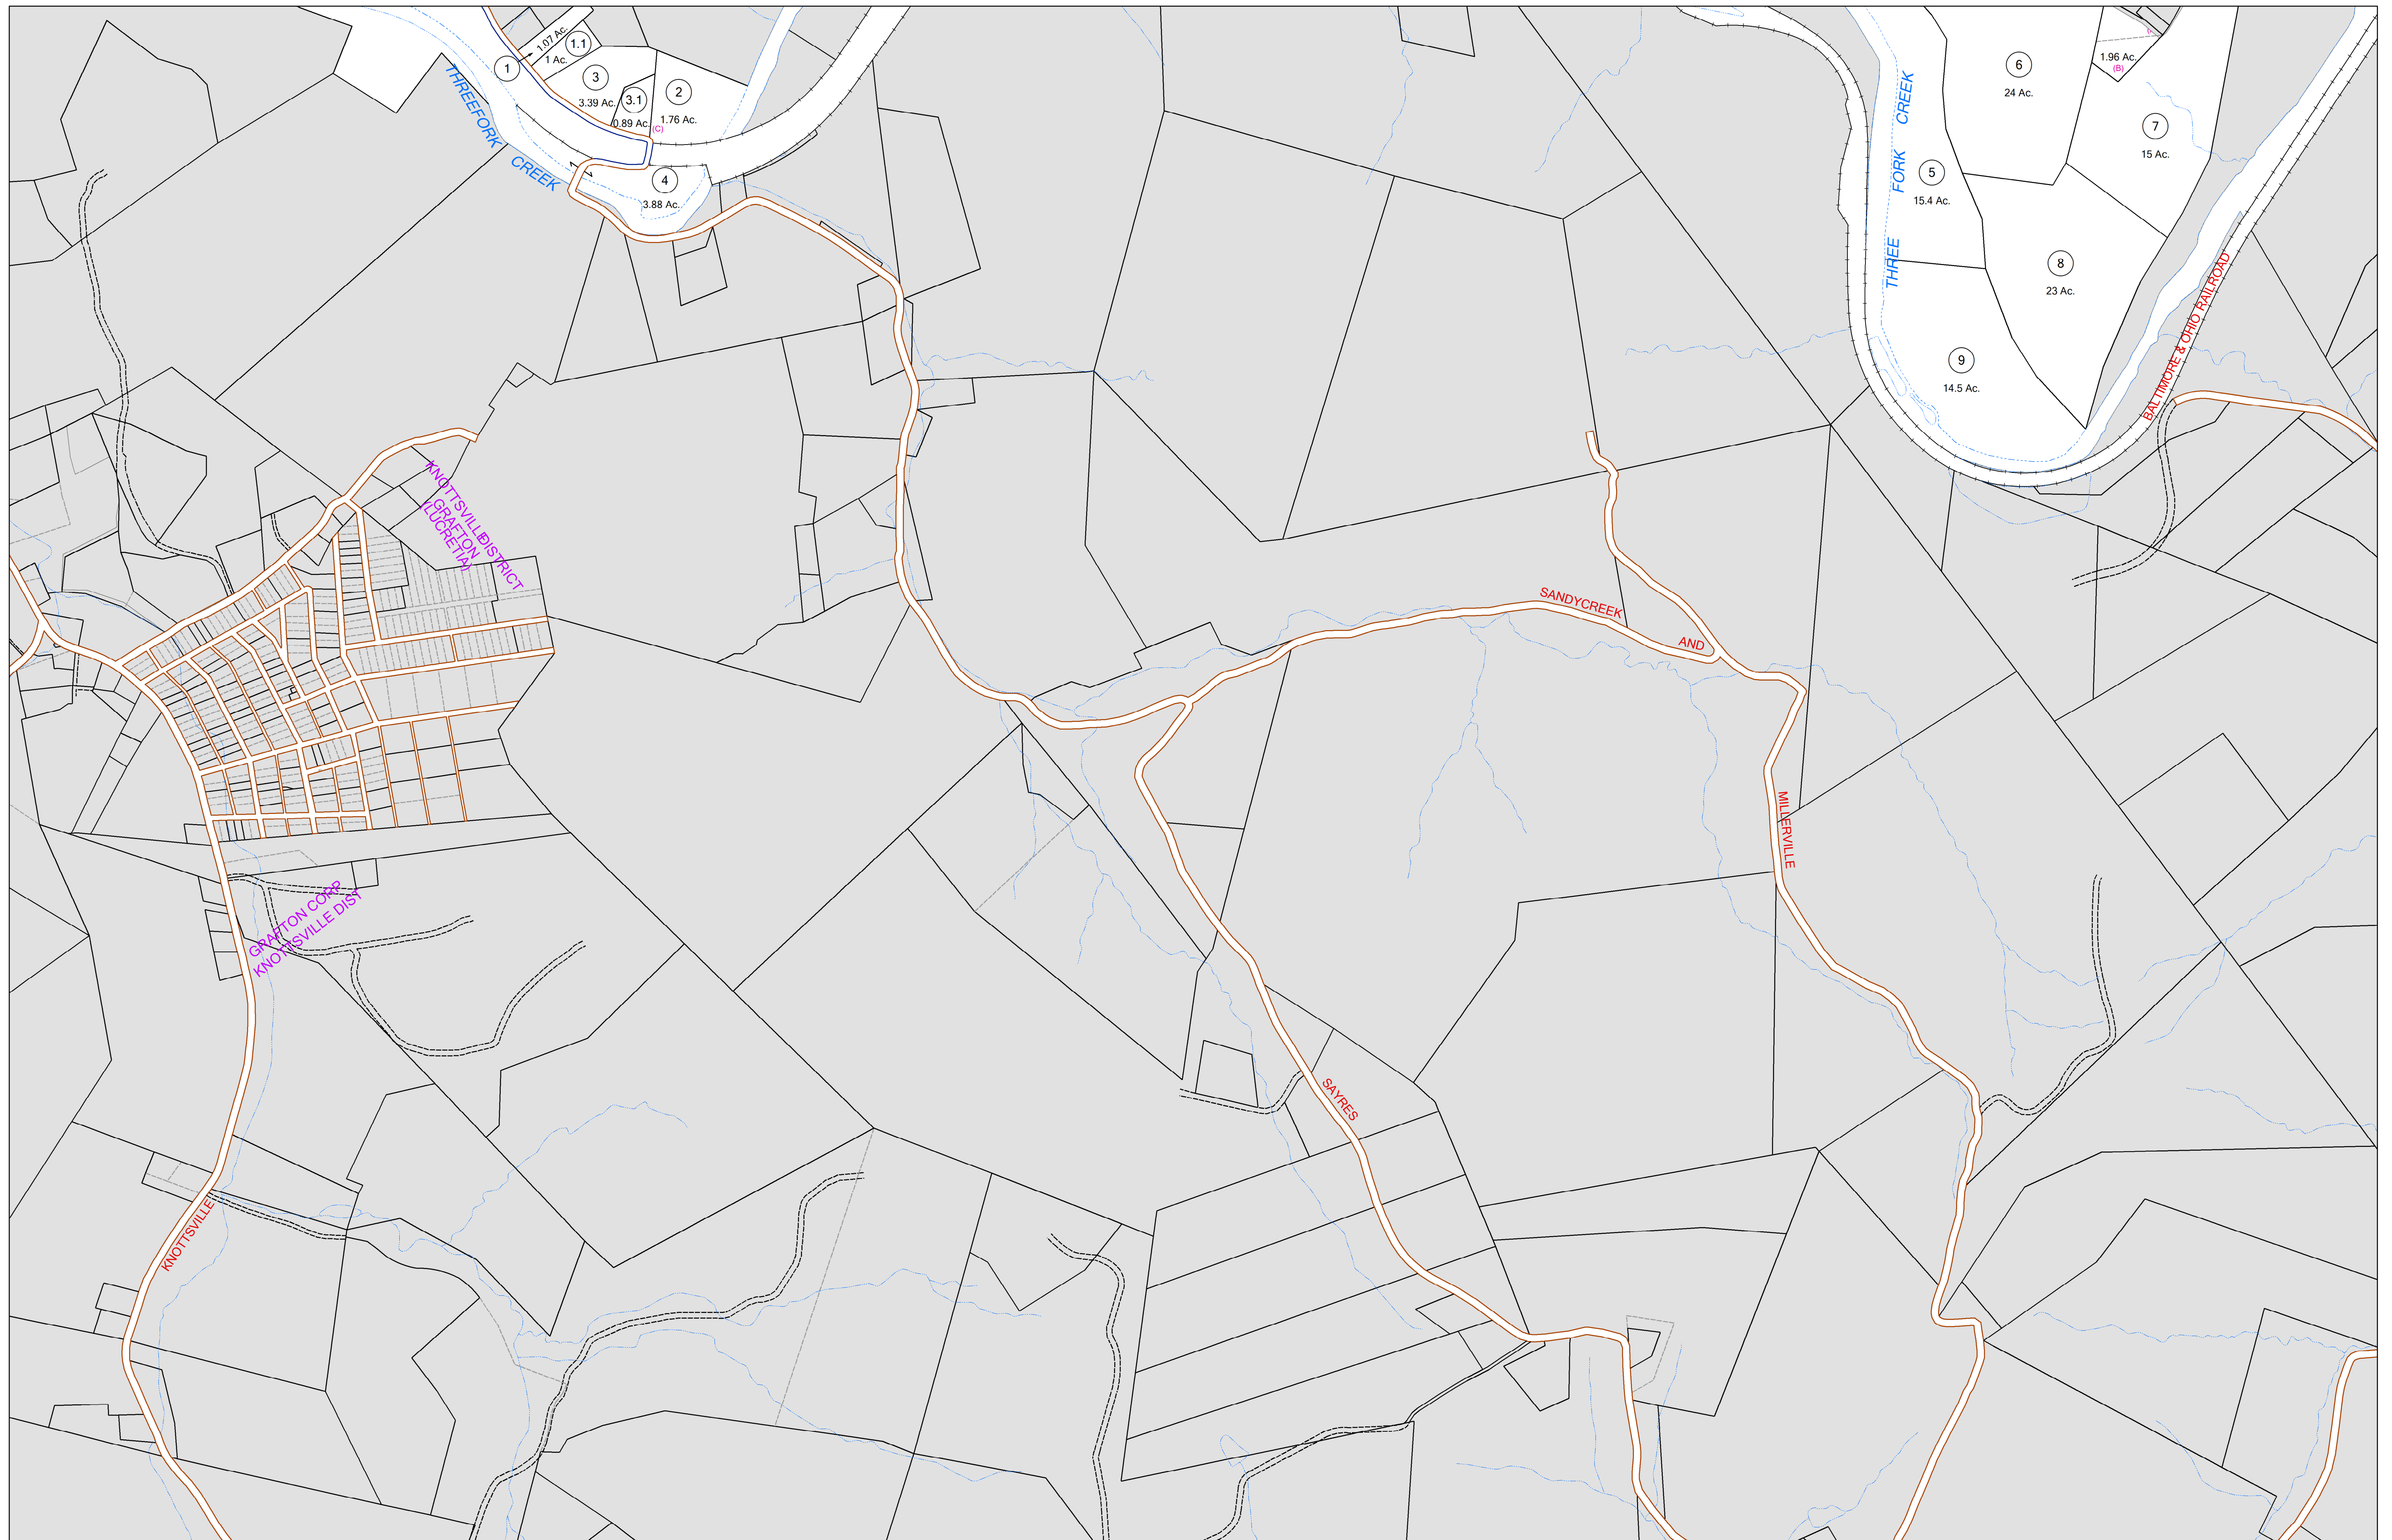 1
1.07 Ac.
1.1
1 Ac.
3
3.39 Ac.
3.1
0.89 Ac.
2
1.76 Ac.
(C)
4
3.88 Ac.
THREEFORK CREEK
6
24 Ac.
1.96 Ac.
(B)
7
15 Ac.
5
15.4 Ac.
THREE FORK CREEK
8
23 Ac.
9
14.5 Ac.
BALTIMORE & OHIO RAILROAD
KNOTTSVILLE DISTRICT
GRAFTON
(LUCRETIA)
SANDYCREEK
AND
MILLERVILLE
GRAFTON CORP
KNOTTSVILLE DIST
SAYRES
KNOTTSVILLE